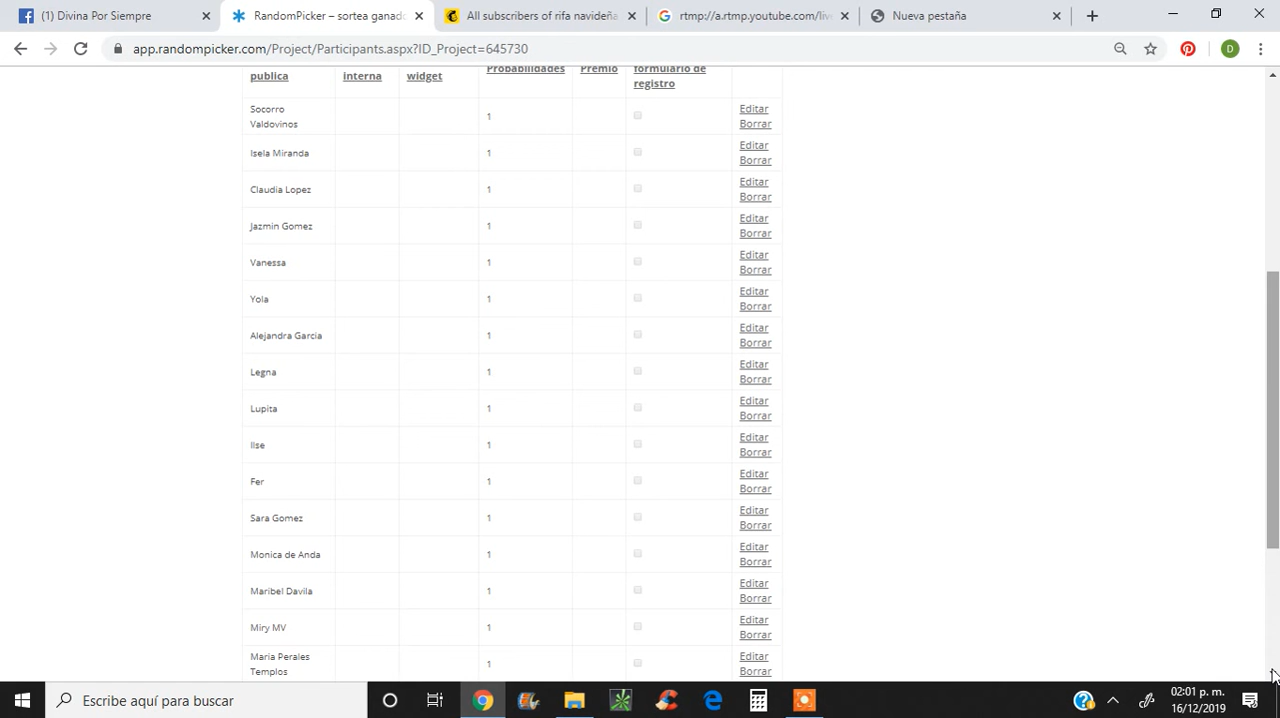 (1) Divina Por Siempre
RandomPicker – sortea ganado
All subscribers of rifa navideña
rtmp://a.rtmp.youtube.com/live
Nueva pestaña
app.randompicker.com/Project/Participants.aspx?ID_Project=645730
D
publica interna widget Probabilidades Premio formulario de
registro
Socorro
Valdovinos 1 Editar
Borrar
Isela Miranda 1 Editar
Borrar
Claudia Lopez 1 Editar
Borrar
Jazmin Gomez 1 Editar
Borrar
Vanessa 1 Editar
Borrar
Yola 1 Editar
Borrar
Alejandra Garcia 1 Editar
Borrar
Legna 1 Editar
Borrar
Lupita 1 Editar
Borrar
Ilse 1 Editar
Borrar
Fer 1 Editar
Borrar
Sara Gomez 1 Editar
Borrar
Monica de Anda 1 Editar
Borrar
Maribel Davila 1 Editar
Borrar
Miry MV 1 Editar
Borrar
Maria Perales
Templos 1 Editar
Borrar
Escribe aquí para buscar
02:01 p. m.
16/12/2019